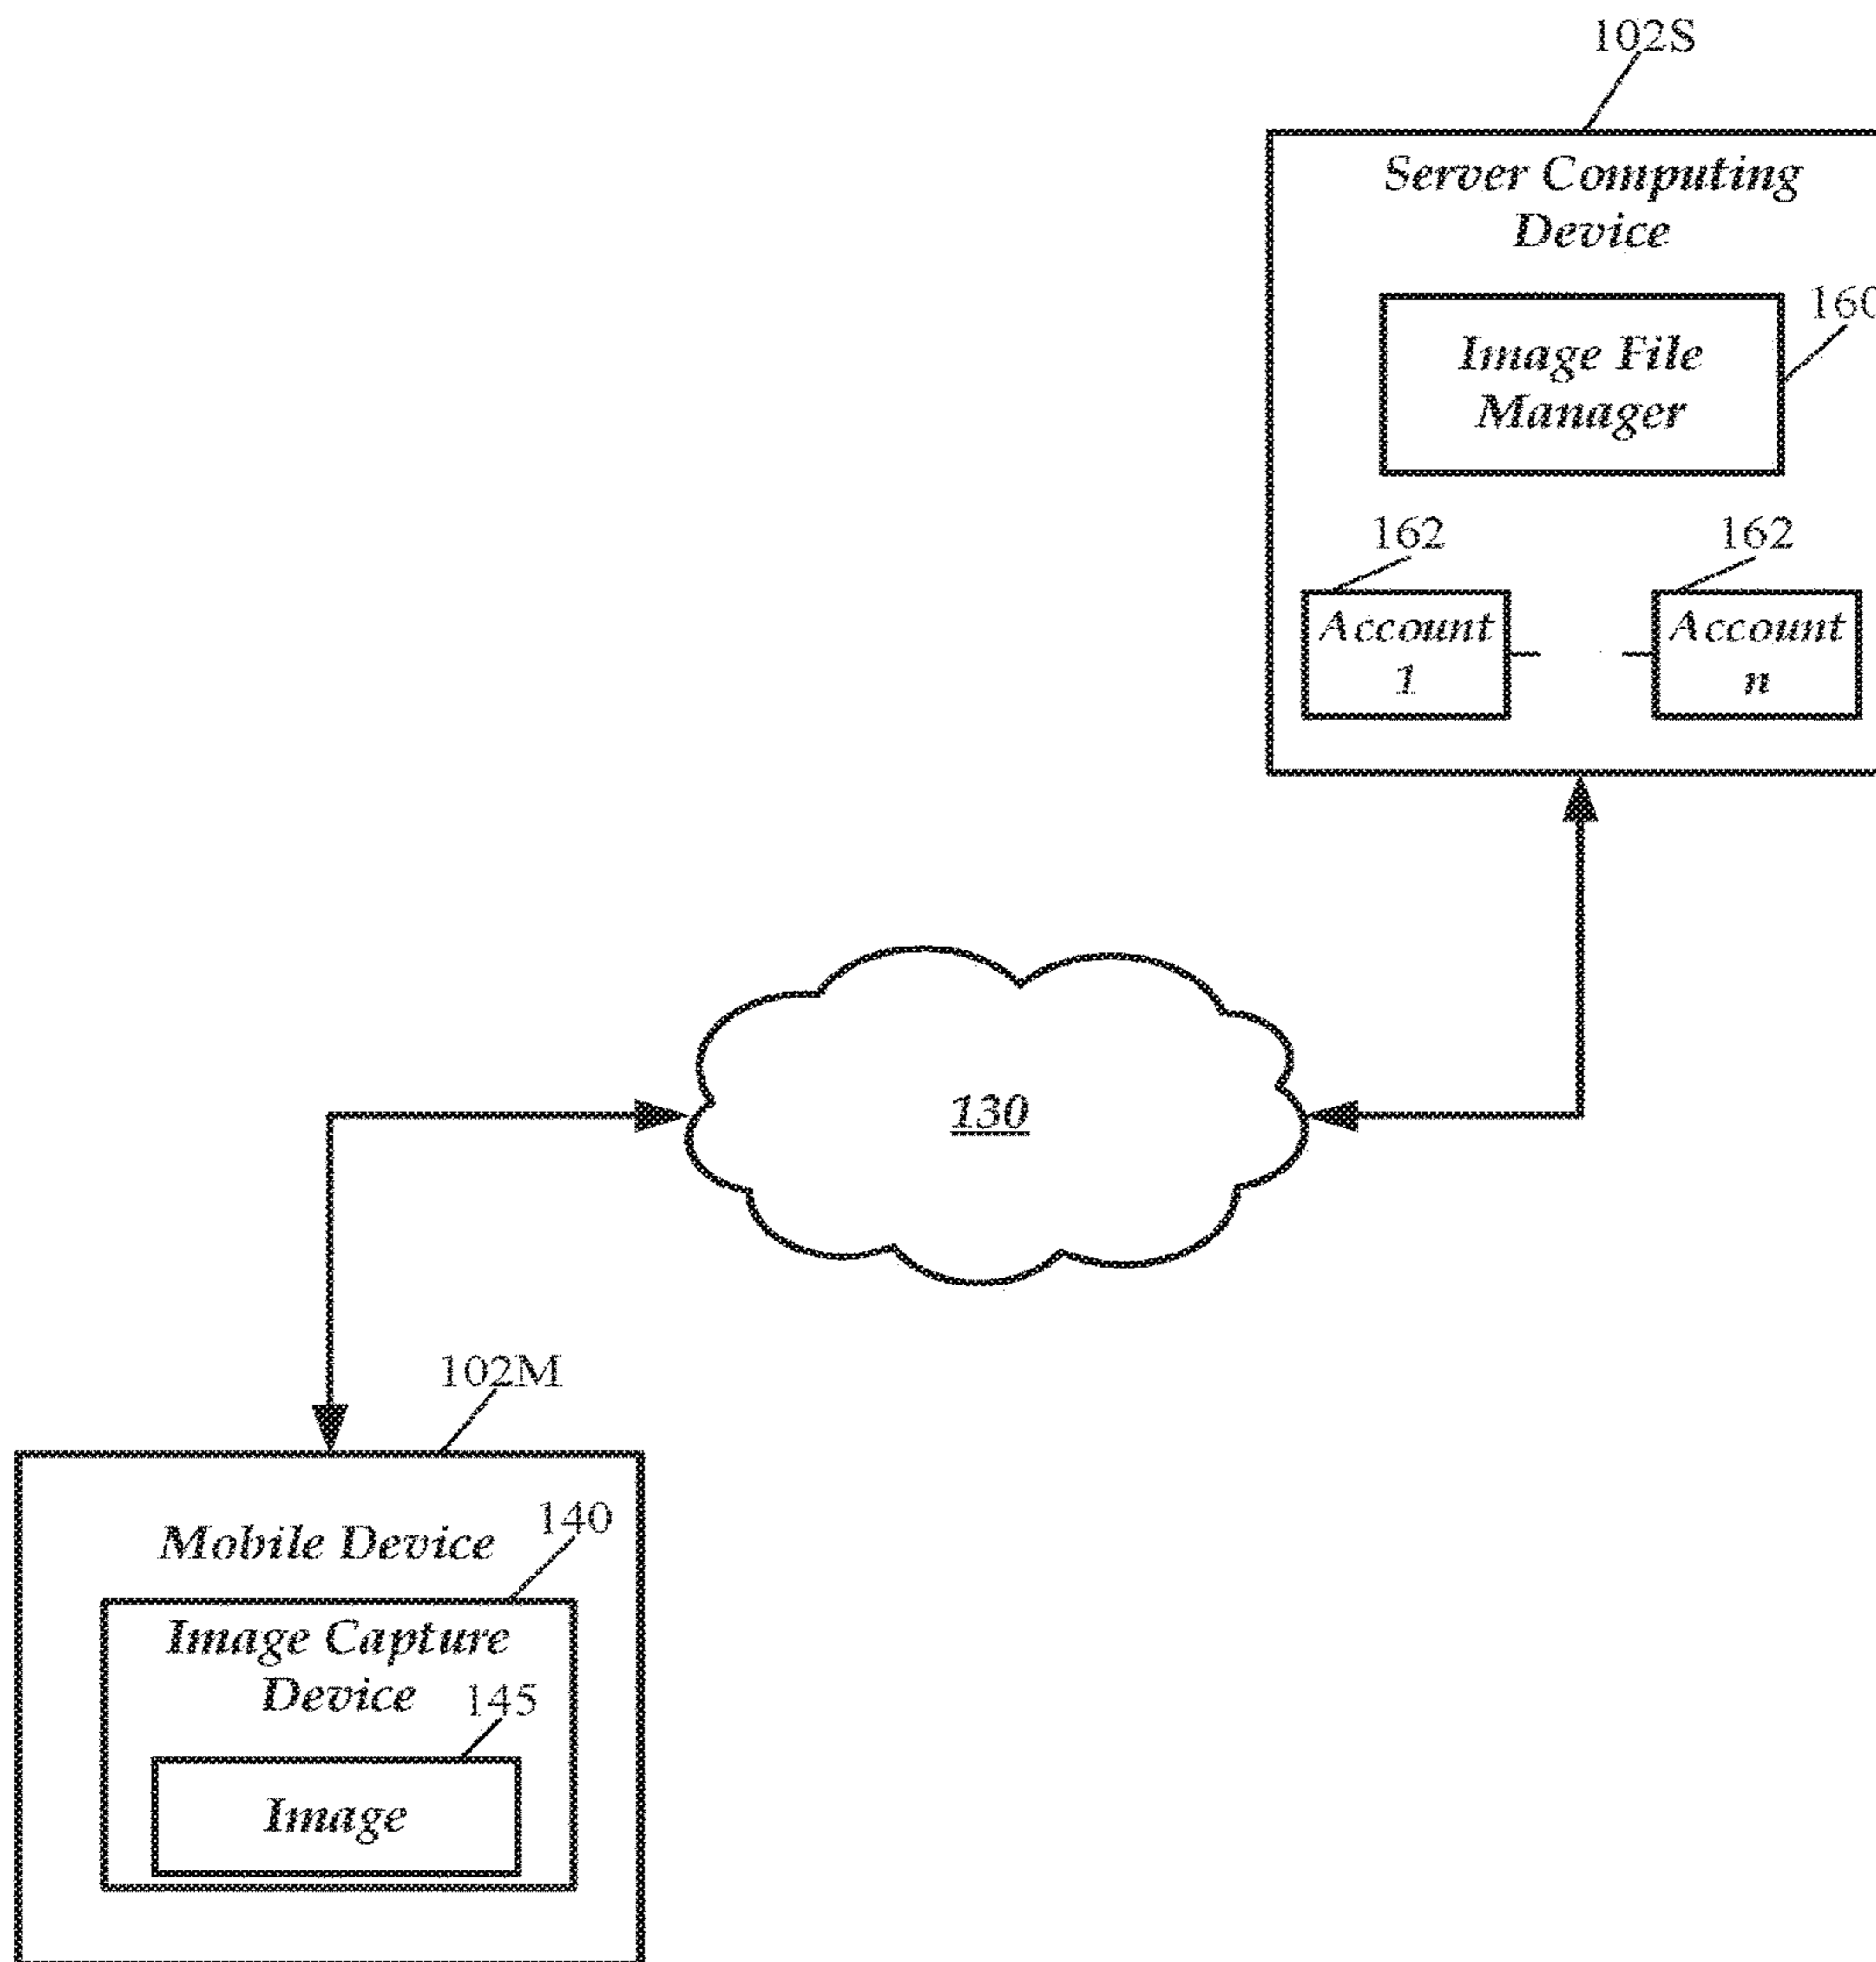 102S
Server Computing
Device
160
Image File
Manager
162
162
Account
1
Account
n
130
102M
Mobile Device
140
Image Capture
Device
145
Image